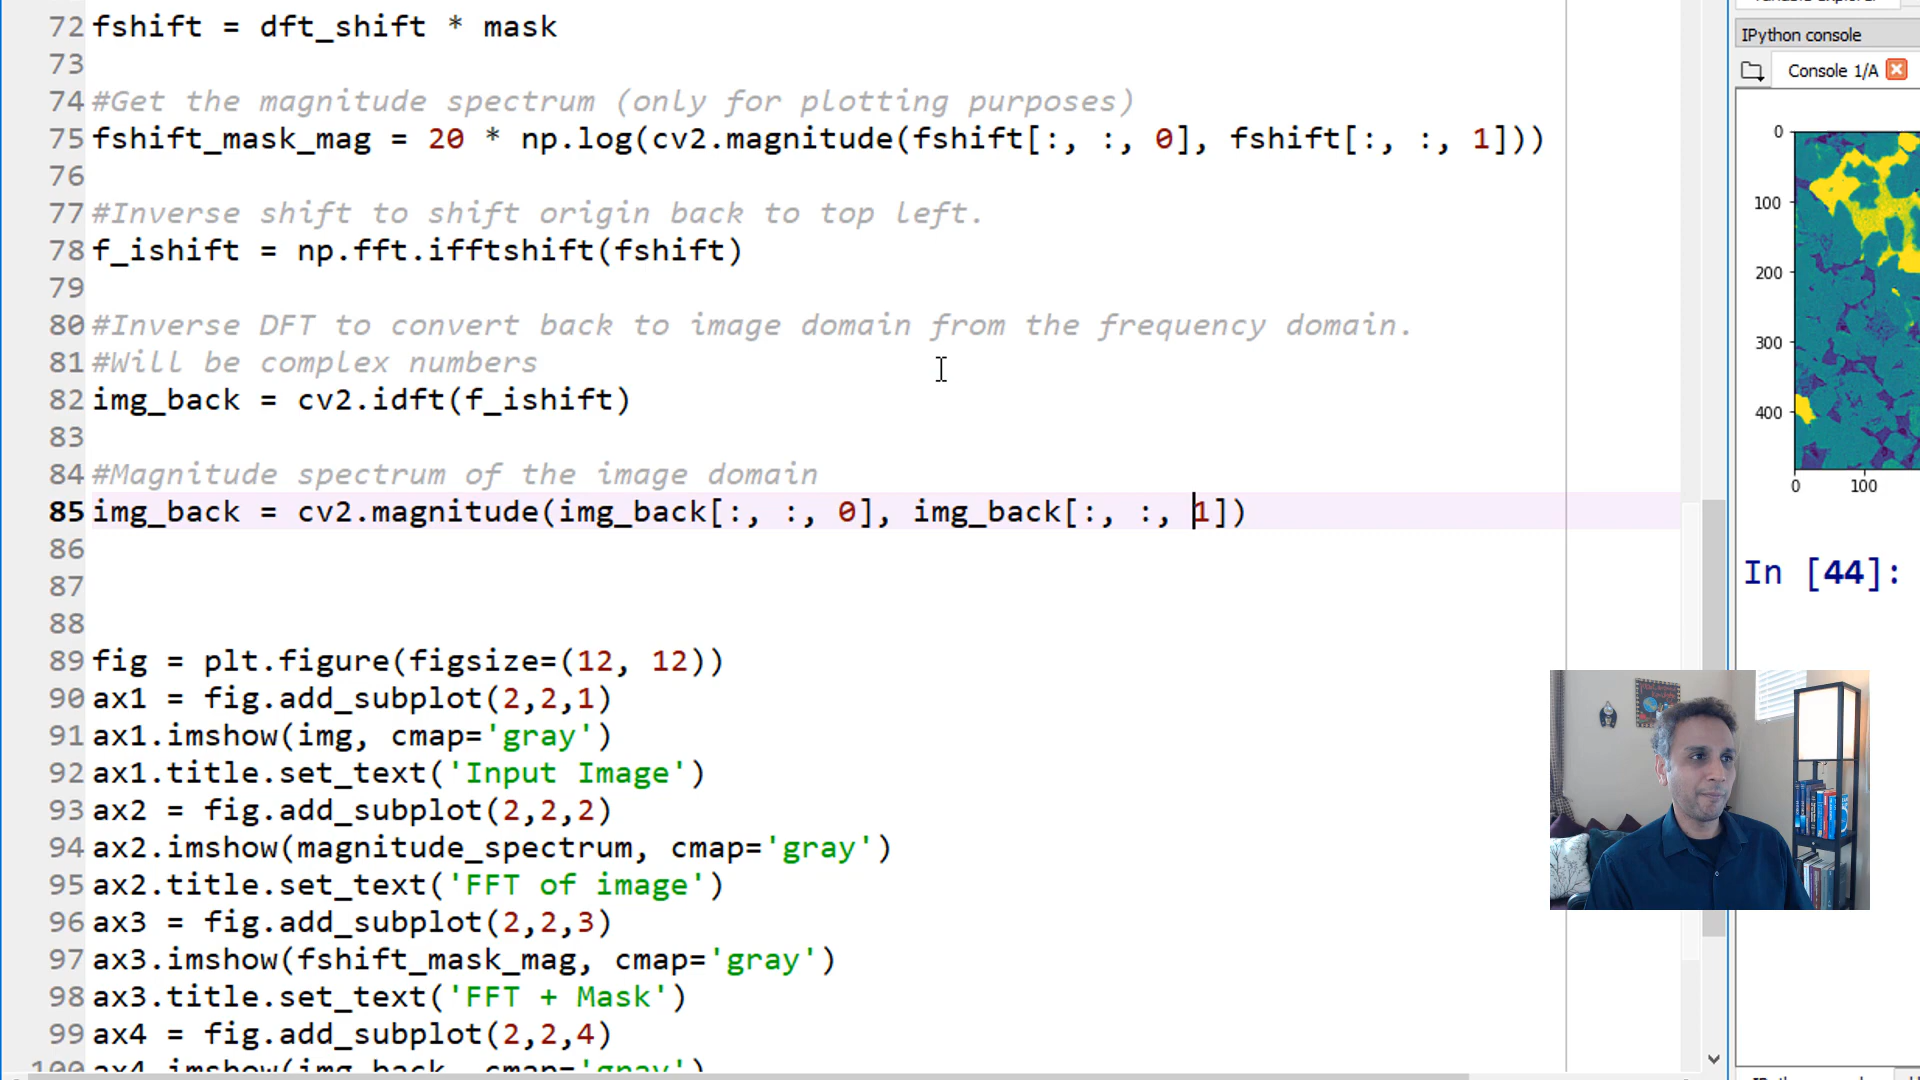 72 fshift = dft_shift * mask
73
74 #Get the magnitude spectrum (only for plotting purposes)
75 fshift_mask_mag = 20 * np.log(cv2.magnitude(fshift[:, :, 0], fshift[:, :, 1]))
76
77 #Inverse shift to shift origin back to top left.
78 f_ishift = np.fft.ifftshift(fshift)
79
80 #Inverse DFT to convert back to image domain from the frequency domain.
81 #Will be complex numbers
82 img_back = cv2.idft(f_ishift)
83
84 #Magnitude spectrum of the image domain
85 img_back = cv2.magnitude(img_back[:, :, 0], img_back[:, :, 1])
86
87
88
89 fig = plt.figure(figsize=(12, 12))
90 ax1 = fig.add_subplot(2,2,1)
91 ax1.imshow(img, cmap='gray')
92 ax1.title.set_text('Input Image')
93 ax2 = fig.add_subplot(2,2,2)
94 ax2.imshow(magnitude_spectrum, cmap='gray')
95 ax2.title.set_text('FFT of image')
96 ax3 = fig.add_subplot(2,2,3)
97 ax3.imshow(fshift_mask_mag, cmap='gray')
98 ax3.title.set_text('FFT + Mask')
99 ax4 = fig.add_subplot(2,2,4)
100 ax4.imshow(img_back, cmap='gray')
IPython console
Console 1/A
0
100
200
300
400
0 100
In [44]: